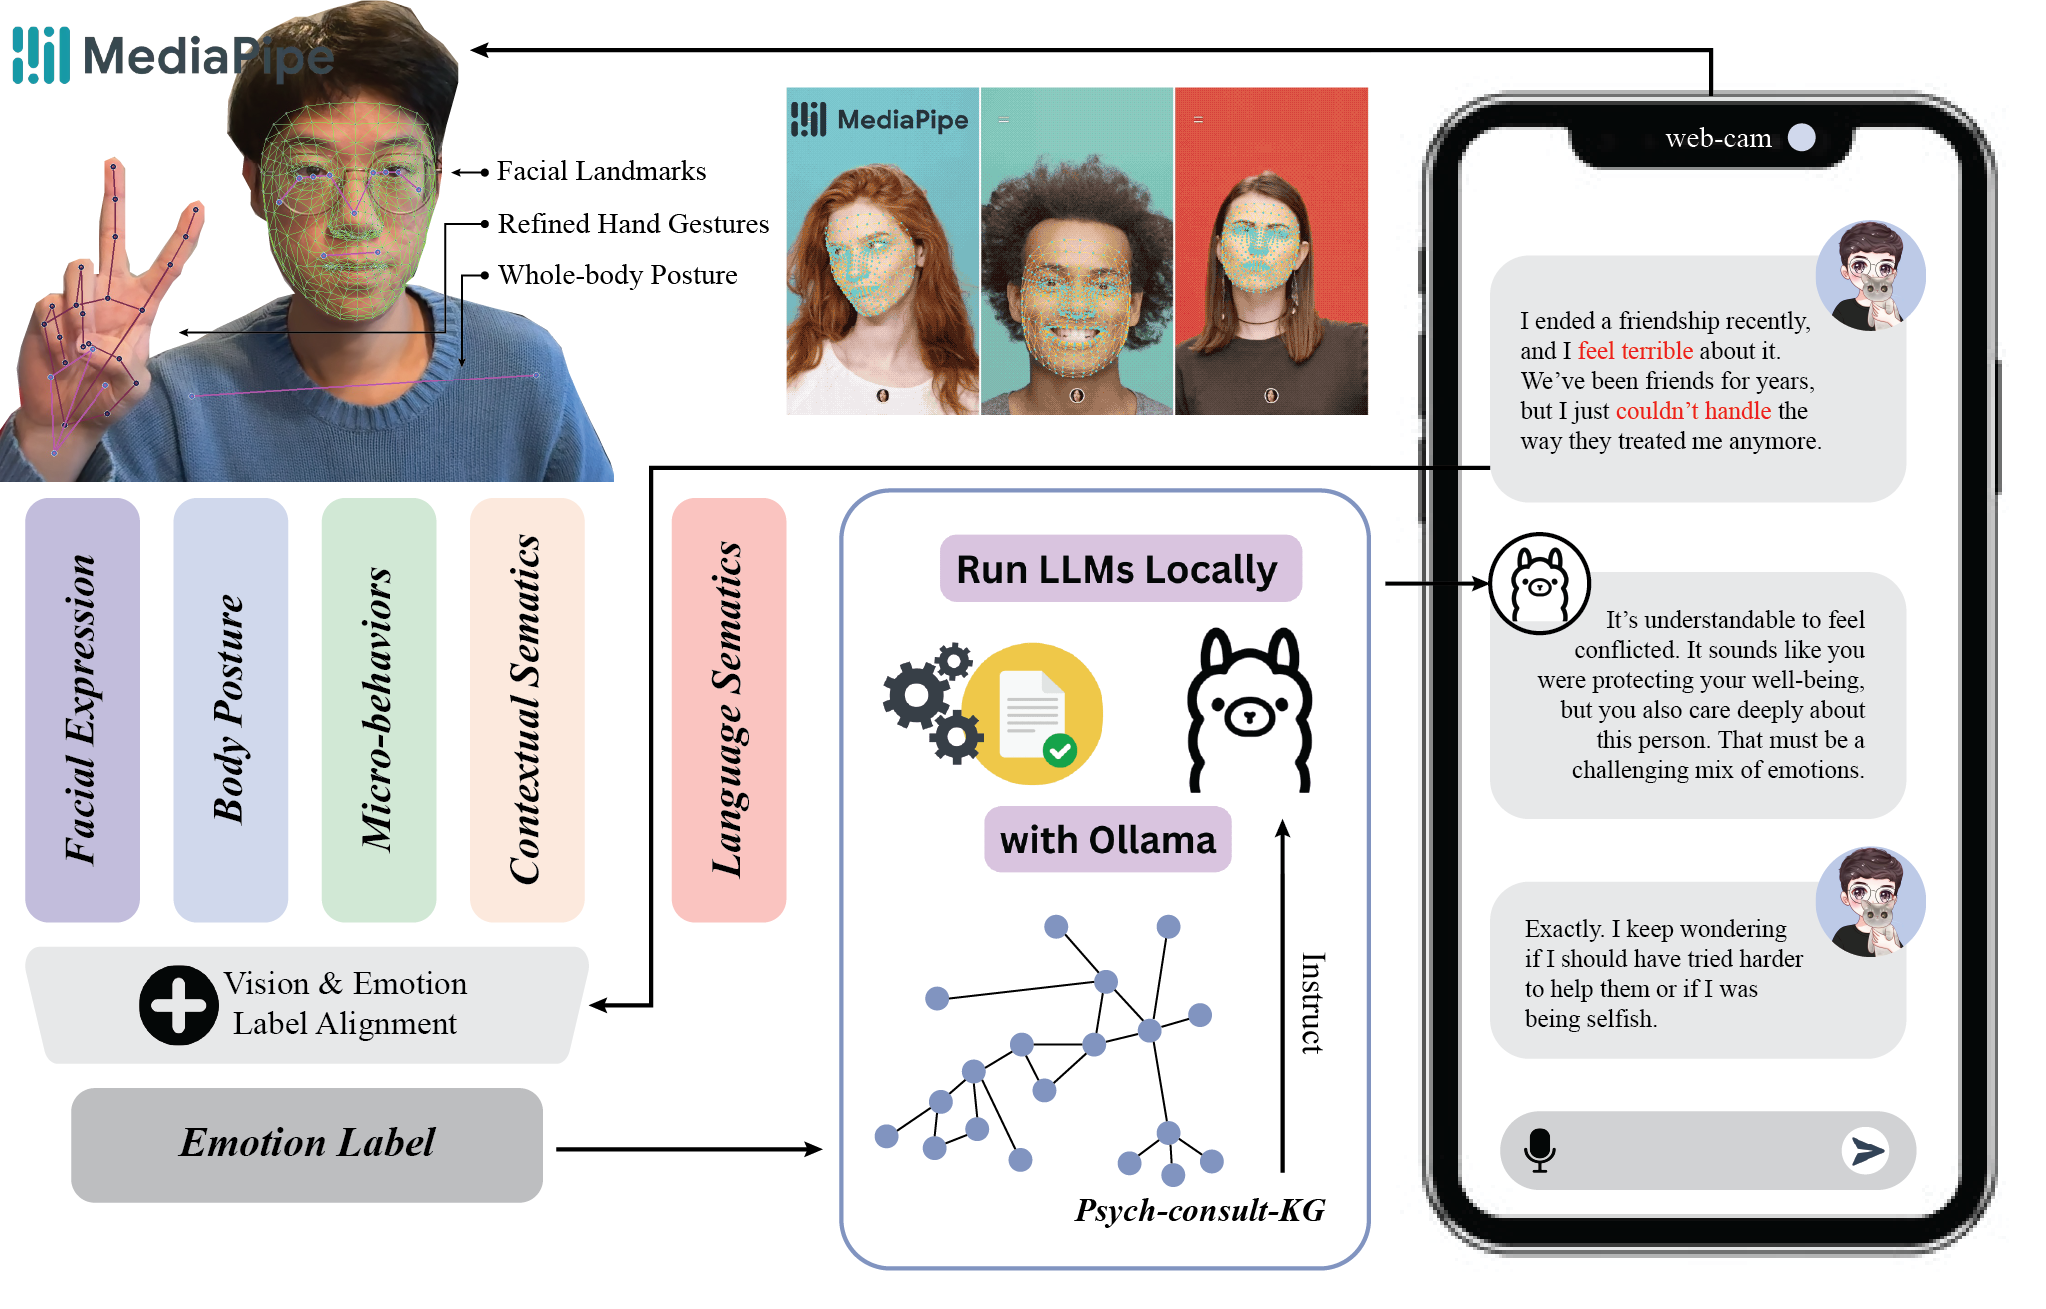 MediaPipe
Facial Landmarks
Refined Hand Gestures
Whole-body Posture
MediaPipe
web-cam
I ended a friendship recently,
and I feel terrible about it.
We’ve been friends for years,
but I just couldn’t handle the
way they treated me anymore.
It’s understandable to feel
conflicted. It sounds like you
were protecting your well-being,
but you also care deeply about
this person. That must be a
challenging mix of emotions.
Exactly. I keep wondering
if I should have tried harder
to help them or if I was
being selfish.
Facial Expression
Body Posture
Micro-behaviors
Contextual Sematics
Language Sematics
Vision & Emotion
Label Alignment
Emotion Label
Run LLMs Locally
with Ollama
Instruct
Psych-consult-KG